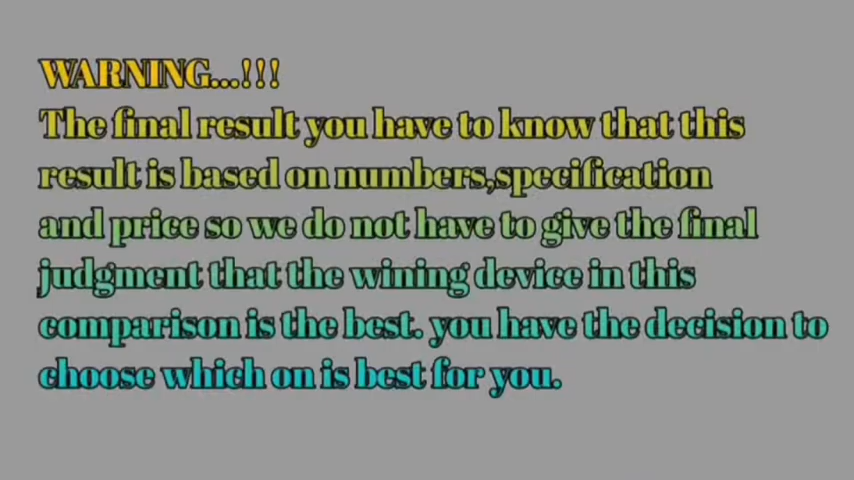 WARNING...!!!
The final result you have to know that this
result is based on numbers,specification
and price so we do not have to give the final
judgment that the wining device in this
comparison is the best. you have the decision to
choose which on is best for you.